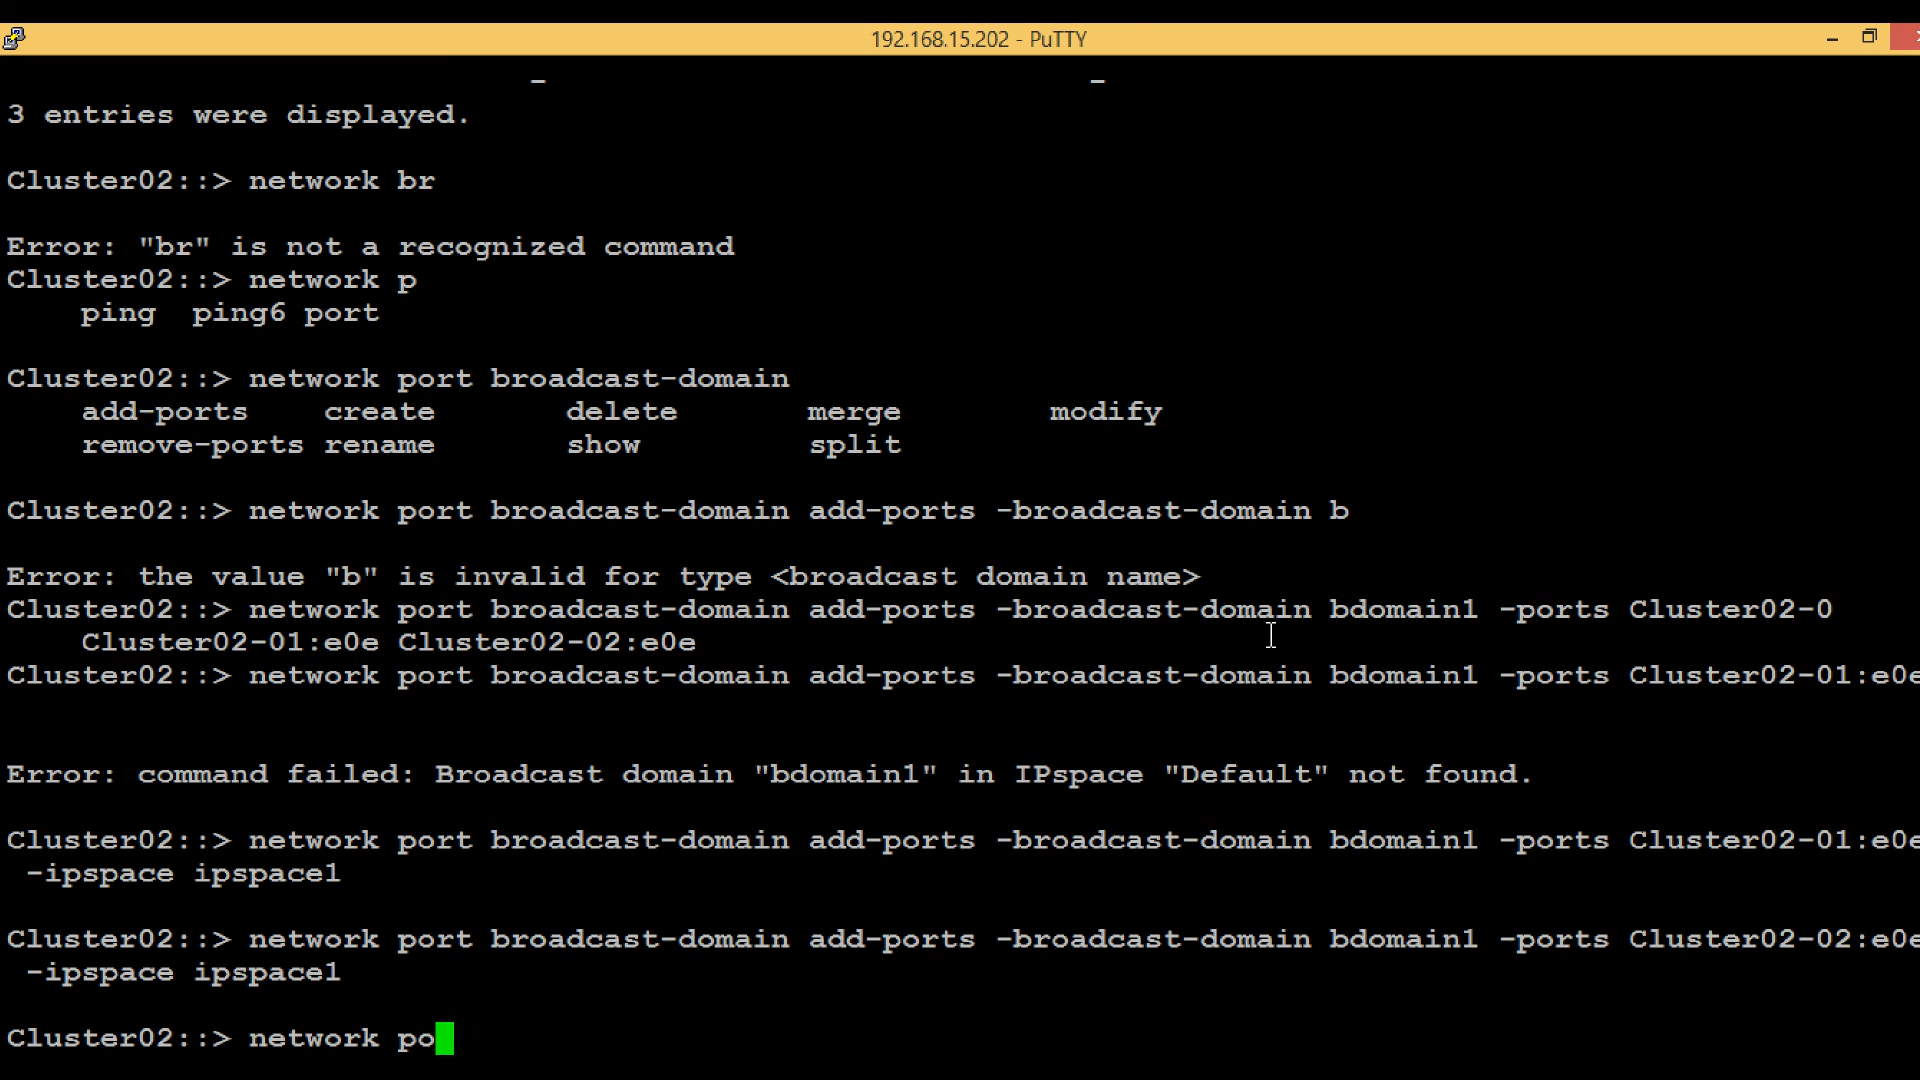 192.168.15.202 - PuTTY
3 entries were displayed.
Cluster02::> network br
Error: "br" is not a recognized command
Cluster02::> network p
ping  ping6 port
Cluster02::> network port broadcast-domain
add-ports    create       delete       merge        modify
remove-ports rename       show         split
Cluster02::> network port broadcast-domain add-ports -broadcast-domain b
Error: the value "b" is invalid for type <broadcast domain name>
Cluster02::> network port broadcast-domain add-ports -broadcast-domain bdomain1 -ports Cluster02-0
Cluster02-01:e0e Cluster02-02:e0e
Cluster02::> network port broadcast-domain add-ports -broadcast-domain bdomain1 -ports Cluster02-01:e0e
Error: command failed: Broadcast domain "bdomain1" in IPspace "Default" not found.
Cluster02::> network port broadcast-domain add-ports -broadcast-domain bdomain1 -ports Cluster02-01:e0e
-ipspace ipspace1
Cluster02::> network port broadcast-domain add-ports -broadcast-domain bdomain1 -ports Cluster02-02:e0e
-ipspace ipspace1
Cluster02::> network po